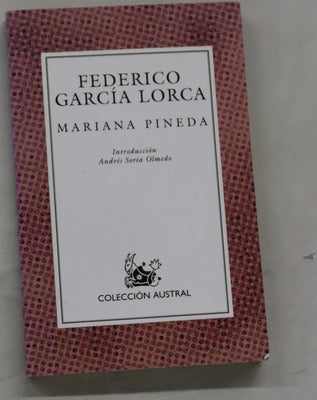 FEDERICO
GARCÍA LORCA
MARIANA PINEDA
Introducción
Andrés Soria Olmedo
COLECCIÓN AUSTRAL